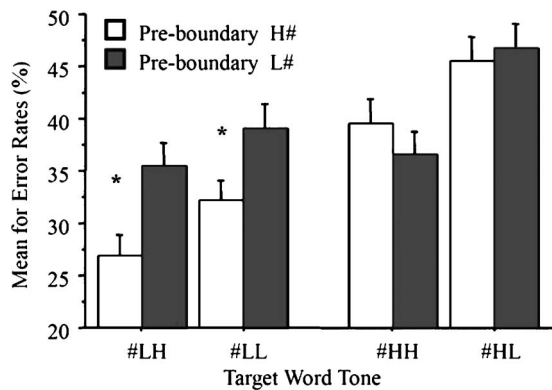 Mean for Error Rates (%)
50
45
40
35
30
25
20
Pre-boundary H#
Pre-boundary L#
*
*
#LH
#LL
#HH
#HL
Target Word Tone